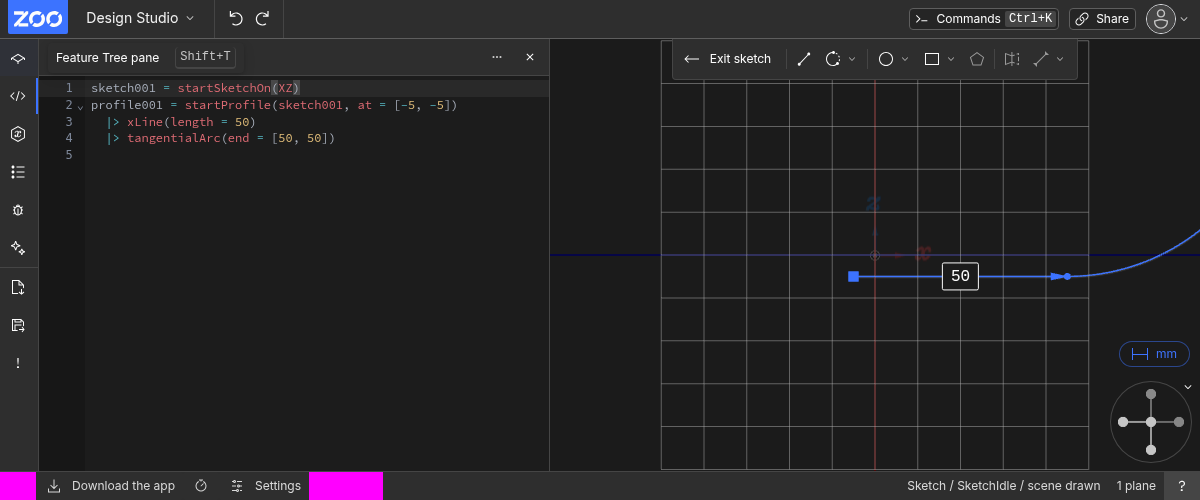 ZOO Design Studio Commands Ctrl+K Share
Feature Tree pane Shift+T
Exit sketch
1 sketch001 = startSketchOn(XZ)
2 profile001 = startProfile(sketch001, at = [-5, -5])
3 |> xLine(length = 50)
4 |> tangentialArc(end = [50, 50])
5
z
x
50
mm
Download the app Settings Sketch / SketchIdle / scene drawn 1 plane ?